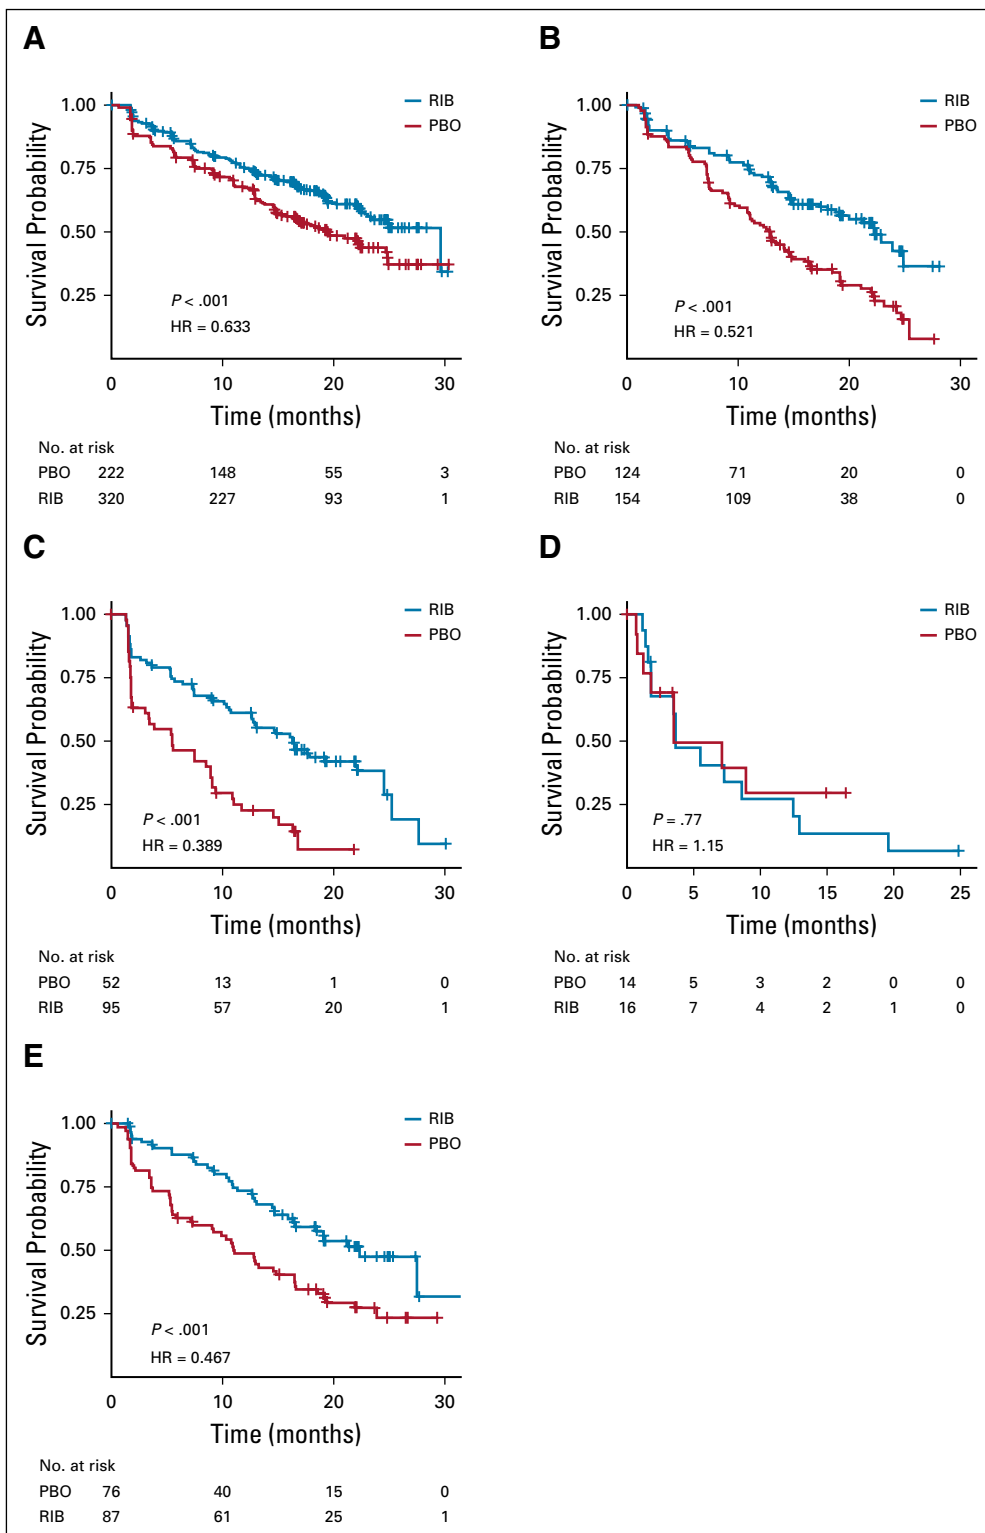 A
Survival Probability
1.00
0.75
0.50
0.25
RIB
PBO
P < .001
HR = 0.633
0 10 20 30
Time (months)
No. at risk
PBO 222 148 55 3
RIB 320 227 93 1
B
Survival Probability
1.00
0.75
0.50
0.25
RIB
PBO
P < .001
HR = 0.521
0 10 20 30
Time (months)
No. at risk
PBO 124 71 20 0
RIB 154 109 38 0
C
Survival Probability
1.00
0.75
0.50
0.25
RIB
PBO
P < .001
HR = 0.389
0 10 20 30
Time (months)
No. at risk
PBO 52 13 1 0
RIB 95 57 20 1
D
Survival Probability
1.00
0.75
0.50
0.25
RIB
PBO
P = .77
HR = 1.15
0 5 10 15 20 25
Time (months)
No. at risk
PBO 14 5 3 2 0 0
RIB 16 7 4 2 1 0
E
Survival Probability
1.00
0.75
0.50
0.25
RIB
PBO
P < .001
HR = 0.467
0 10 20 30
Time (months)
No. at risk
PBO 76 40 15 0
RIB 87 61 25 1